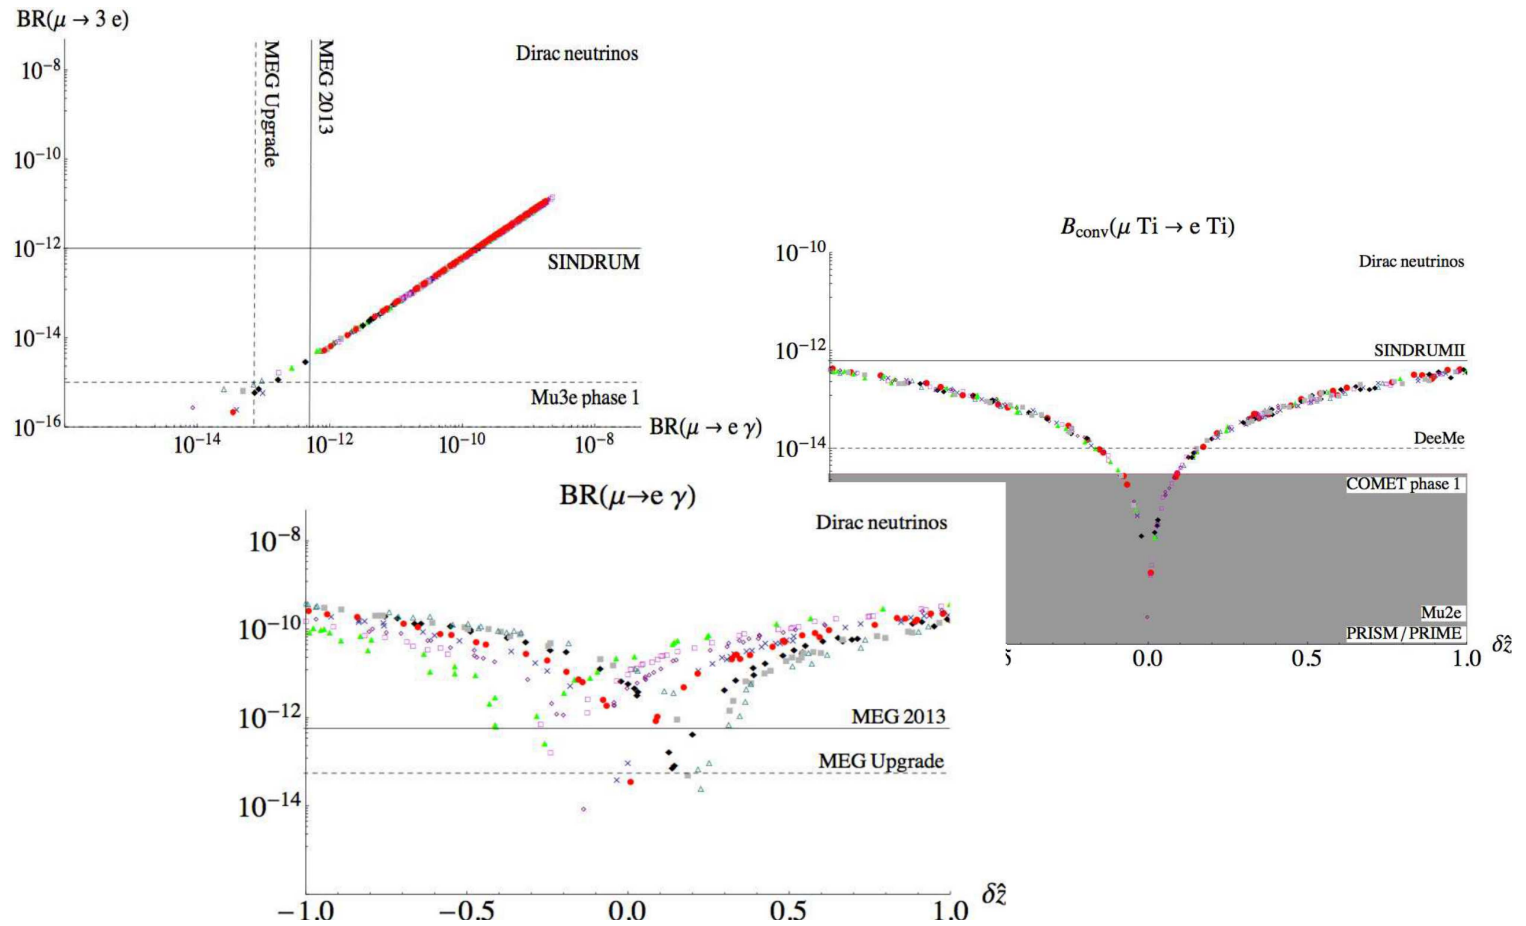 BR(μ → 3 e)
Dirac neutrinos
MEG Upgrade
MEG 2013
10⁻⁸
10⁻¹⁰
10⁻¹²
SINDRUM
10⁻¹⁴
Mu3e phase 1
10⁻¹⁶
10⁻¹⁴ 10⁻¹² 10⁻¹⁰ 10⁻⁸
BR(μ → e γ)
B_conv(μ Ti → e Ti)
10⁻¹⁰
Dirac neutrinos
10⁻¹²
SINDRUMII
10⁻¹⁴
DeeMe
COMET phase 1
Mu2e
PRISM / PRIME
0.0 0.5 1.0
δẑ
BR(μ→e γ)
Dirac neutrinos
10⁻⁸
10⁻¹⁰
10⁻¹²
MEG 2013
MEG Upgrade
10⁻¹⁴
−1.0 −0.5 0.0 0.5 1.0
δẑ